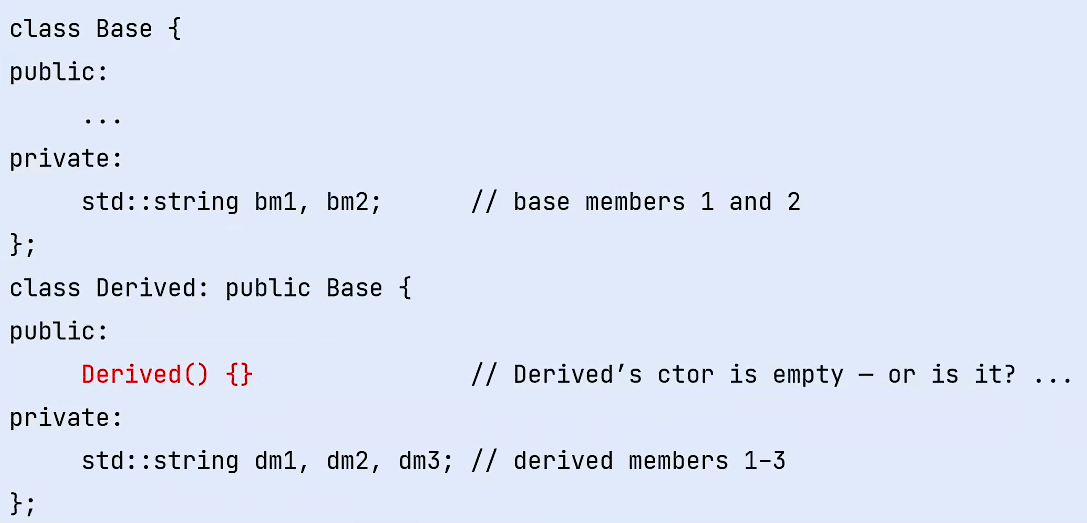 class Base {
public:
     ...
private:
     std::string bm1, bm2;      // base members 1 and 2
};
class Derived: public Base {
public:
     Derived() {}               // Derived’s ctor is empty — or is it? ...
private:
     std::string dm1, dm2, dm3; // derived members 1–3
};